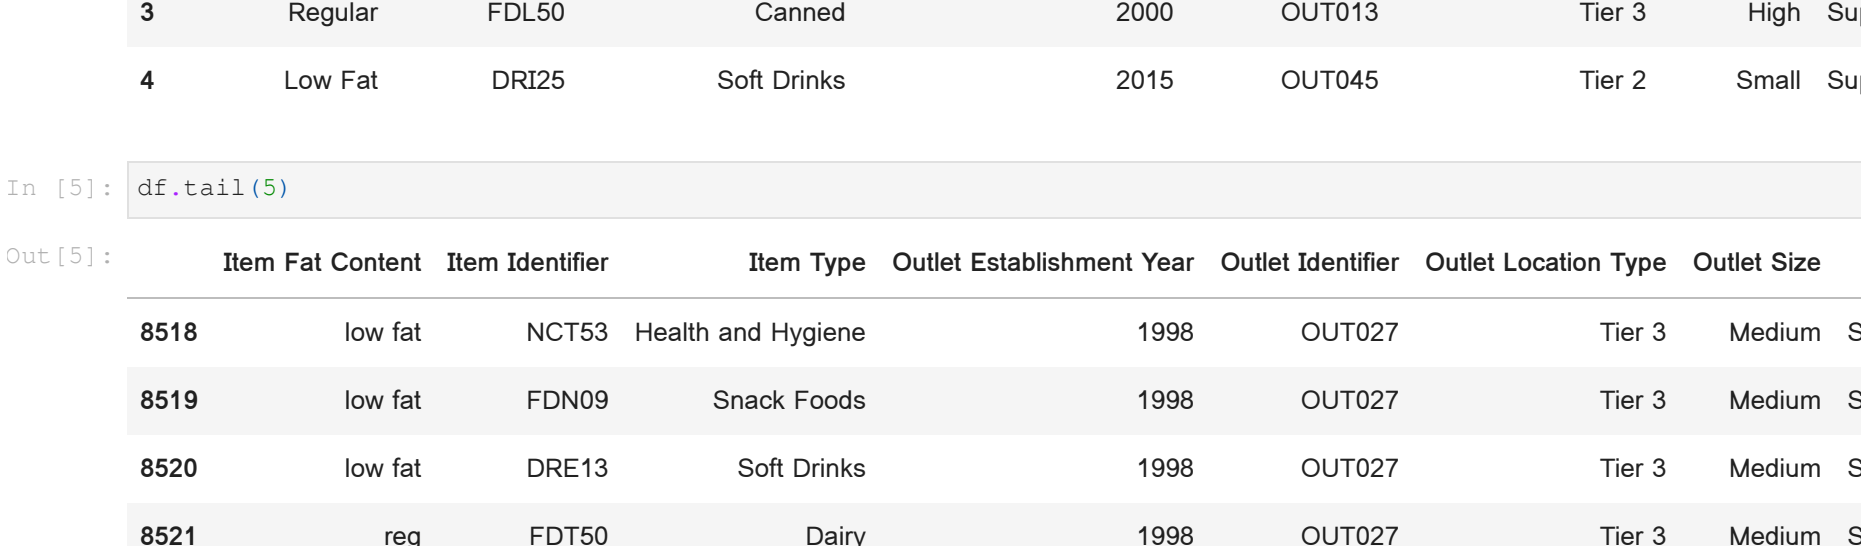 3 Regular FDL50 Canned 2000 OUT013 Tier 3 High
4 Low Fat DRI25 Soft Drinks 2015 OUT045 Tier 2 Small
In [5]: df.tail(5)
Out[5]:
Item Fat Content Item Identifier Item Type Outlet Establishment Year Outlet Identifier Outlet Location Type Outlet Size
8518 low fat NCT53 Health and Hygiene 1998 OUT027 Tier 3 Medium
8519 low fat FDN09 Snack Foods 1998 OUT027 Tier 3 Medium
8520 low fat DRE13 Soft Drinks 1998 OUT027 Tier 3 Medium
8521 reg FDT50 Dairy 1998 OUT027 Tier 3 Medium